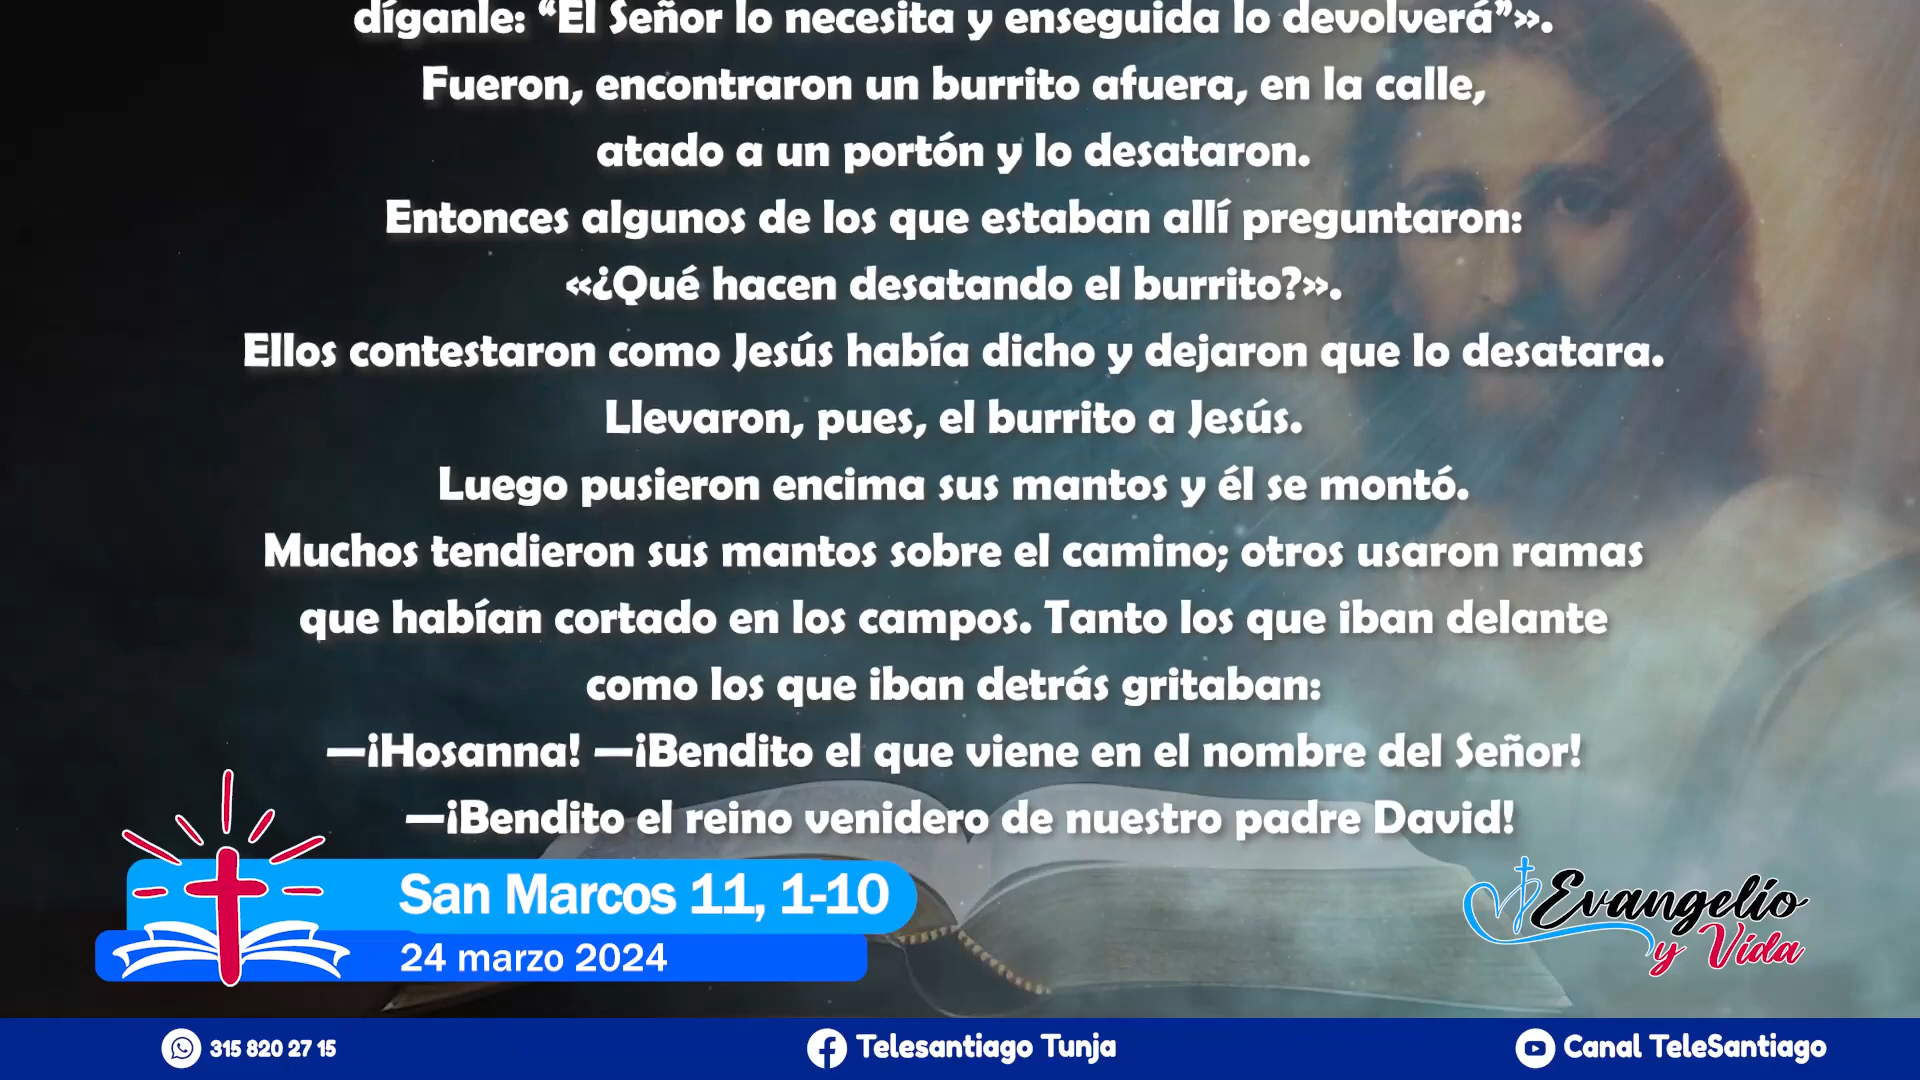 díganle: “El Señor lo necesita y enseguida lo devolverá”».
Fueron, encontraron un burrito afuera, en la calle,
atado a un portón y lo desataron.
Entonces algunos de los que estaban allí preguntaron:
«¿Qué hacen desatando el burrito?».
Ellos contestaron como Jesús había dicho y dejaron que lo desatara.
Llevaron, pues, el burrito a Jesús.
Luego pusieron encima sus mantos y él se montó.
Muchos tendieron sus mantos sobre el camino; otros usaron ramas
que habían cortado en los campos. Tanto los que iban delante
como los que iban detrás gritaban:
—¡Hosanna! —¡Bendito el que viene en el nombre del Señor!
—¡Bendito el reino venidero de nuestro padre David!
San Marcos 11, 1-10
24 marzo 2024
Evangelio
y Vida
315 820 27 15
Telesantiago Tunja
Canal TeleSantiago